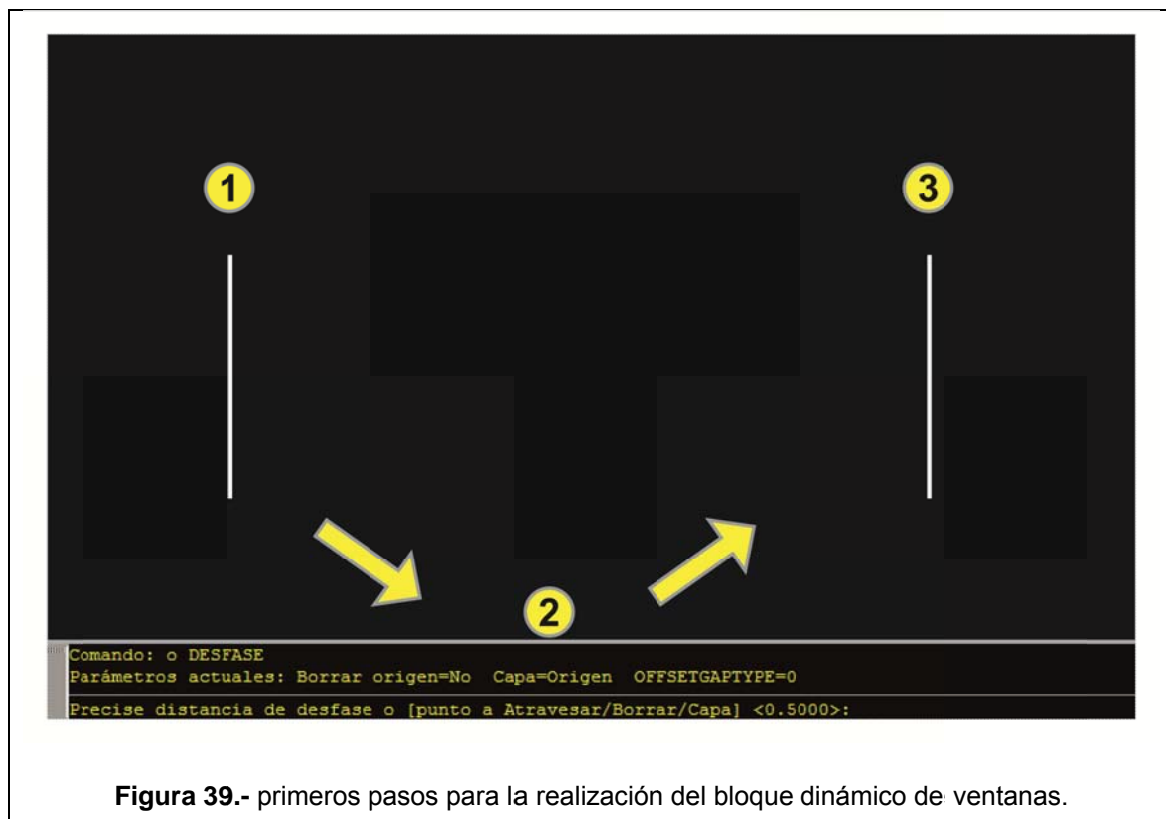 1
3
2
Comando: o DESFASE
Parámetros actuales: Borrar origen=No Capa=Origen OFFSETGAPTYPE=0
Precise distancia de desfase o [punto a Atravesar/Borrar/Capa] <0.5000>:
Figura 39.- primeros pasos para la realización del bloque dinámico de ventanas.